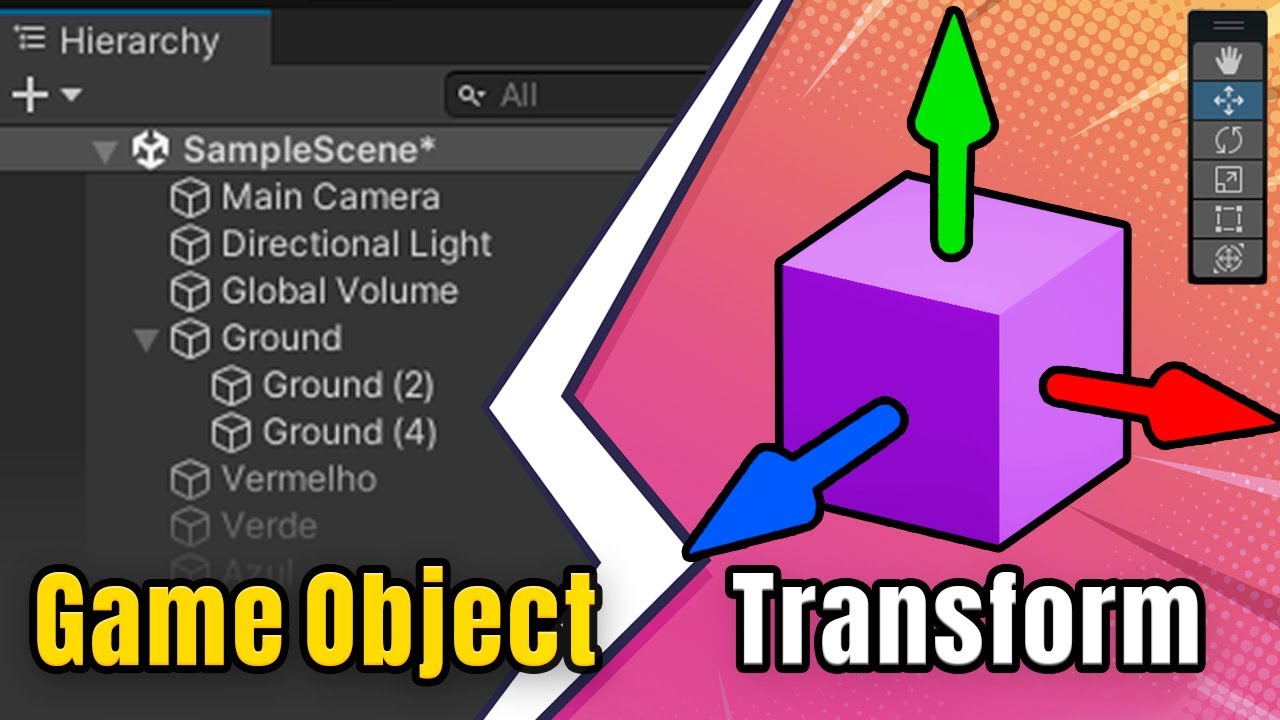 Hierarchy
All
SampleScene*
Main Camera
Directional Light
Global Volume
Ground
Ground (2)
Ground (4)
Vermelho
Verde
Azul
Game Object
Transform